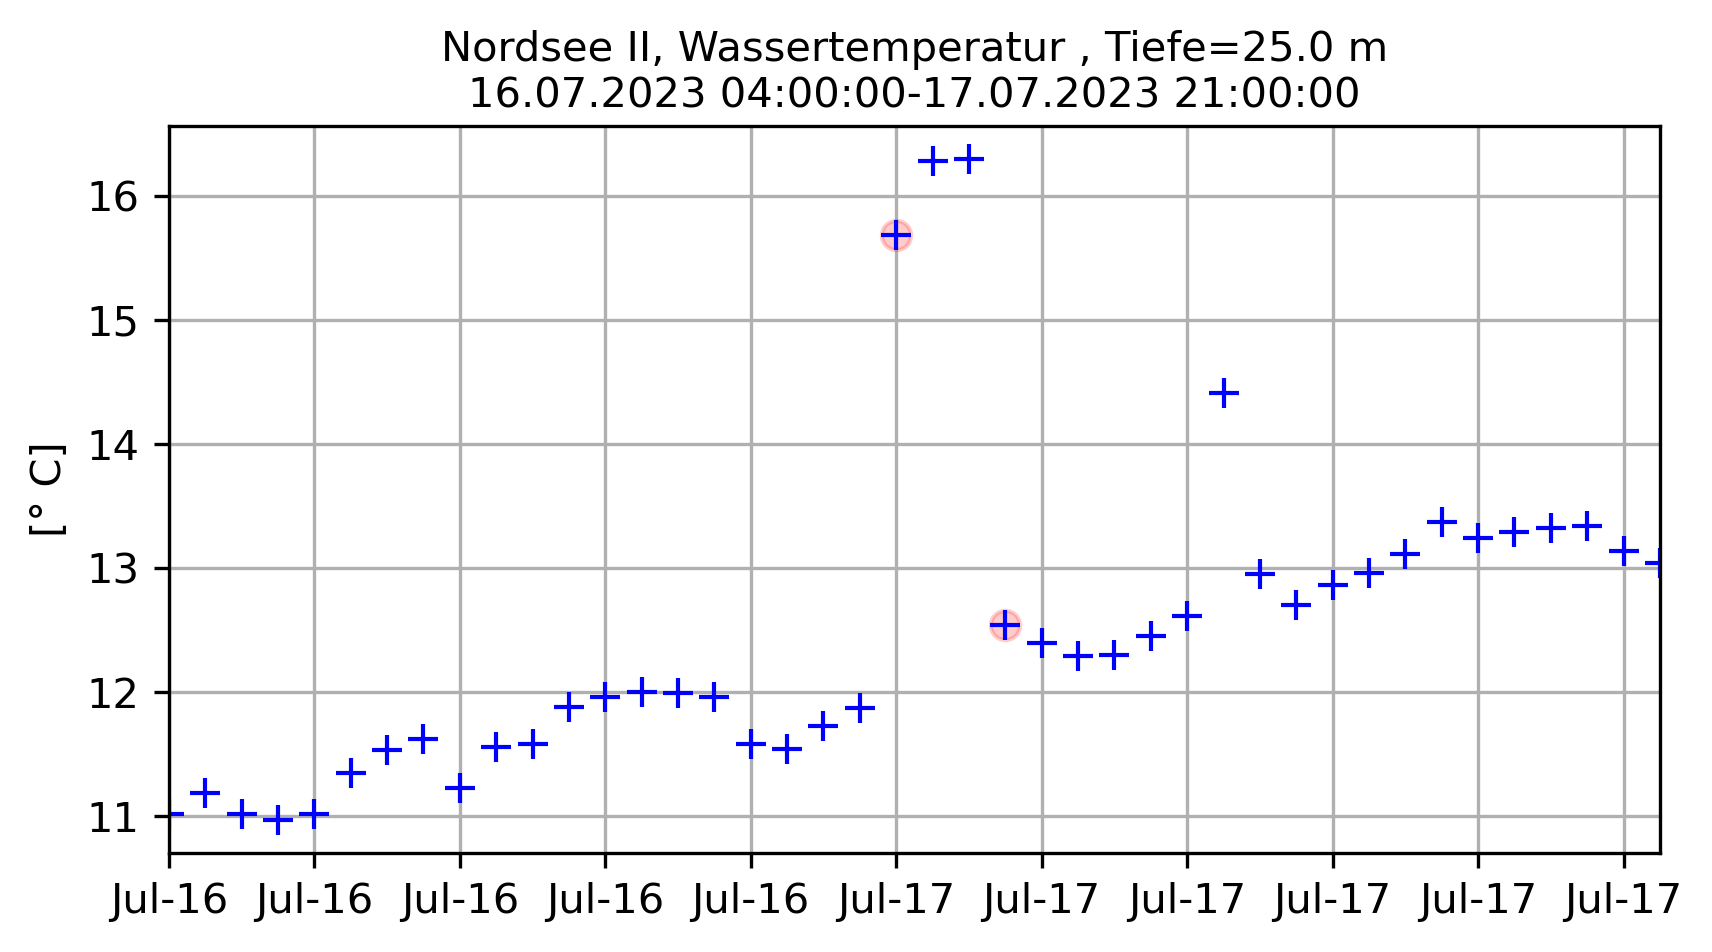 Nordsee II, Wassertemperatur , Tiefe=25.0 m
16.07.2023 04:00:00-17.07.2023 21:00:00
[° C]
16
15
14
13
12
11
Jul-16 Jul-16 Jul-16 Jul-16 Jul-16 Jul-17 Jul-17 Jul-17 Jul-17 Jul-17 Jul-17